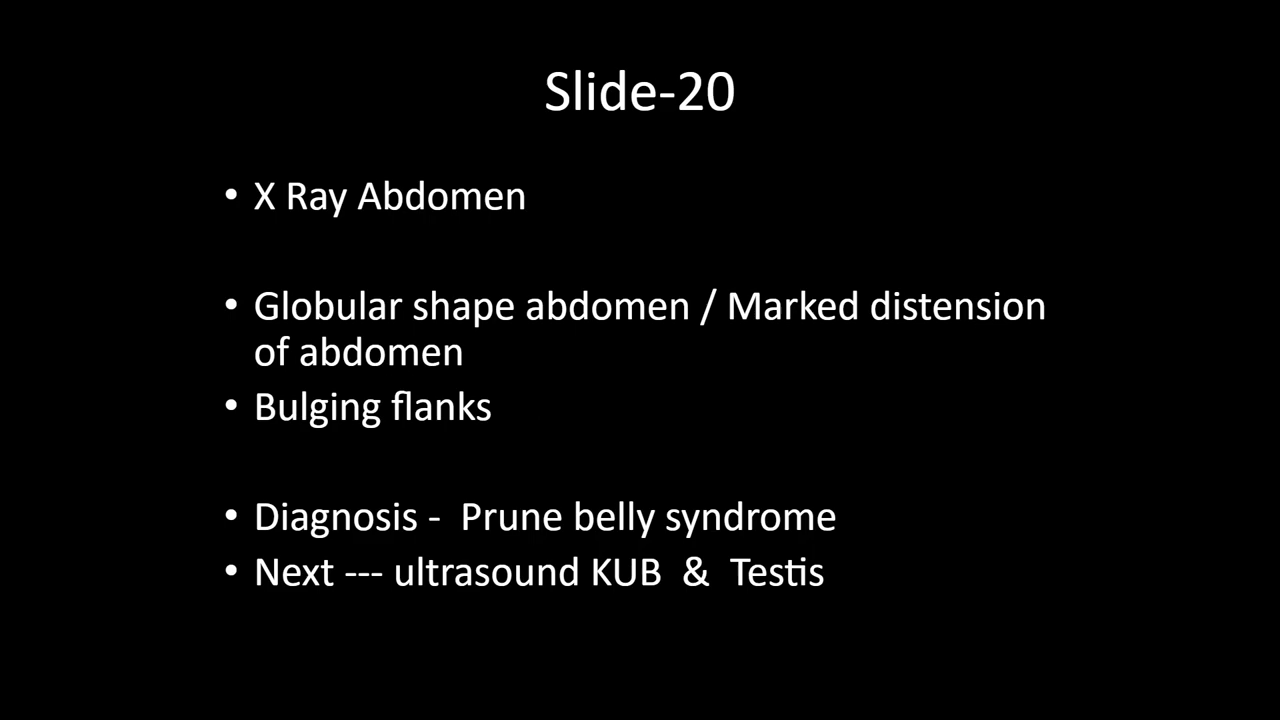 Slide-20
• X Ray Abdomen
• Globular shape abdomen / Marked distension
of abdomen
• Bulging flanks
• Diagnosis - Prune belly syndrome
• Next --- ultrasound KUB & Testis